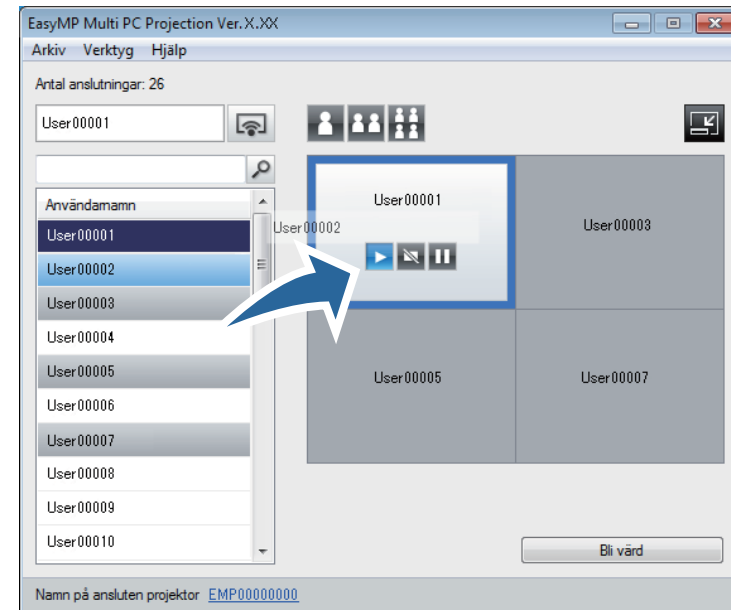 EasyMP Multi PC Projection Ver.X.XX
Arkiv Verktyg Hjälp
Antal anslutningar: 26
User00001
Användarnamn
User00001
User00002
User00003
User00004
User00005
User00006
User00007
User00008
User00009
User00010
User00001
User00002
User00003
User00005
User00007
Bli värd
Namn på ansluten projektor EMP00000000